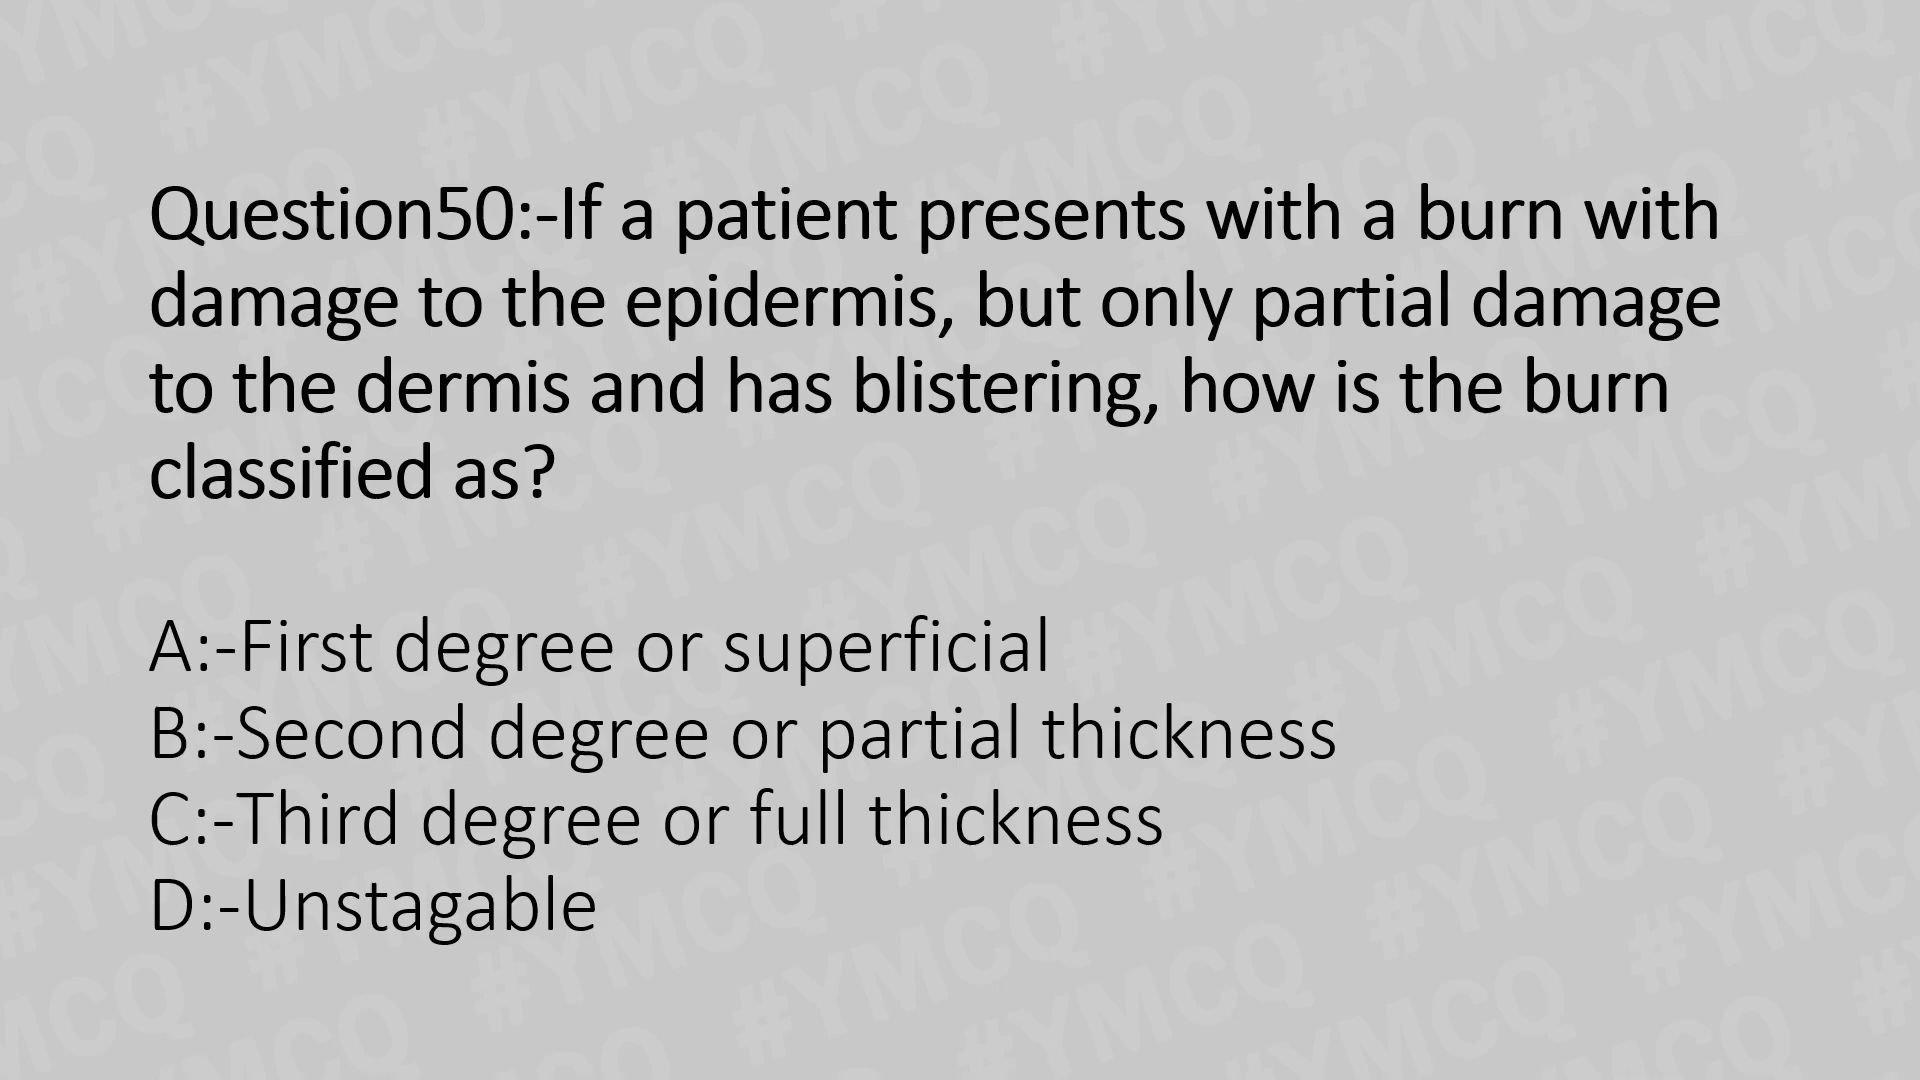 Question50:-If a patient presents with a burn with
damage to the epidermis, but only partial damage
to the dermis and has blistering, how is the burn
classified as?
A:-First degree or superficial
B:-Second degree or partial thickness
C:-Third degree or full thickness
D:-Unstagable
#YMCQ